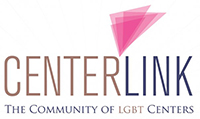 CENTERLINK
THE COMMUNITY OF LGBT CENTERS